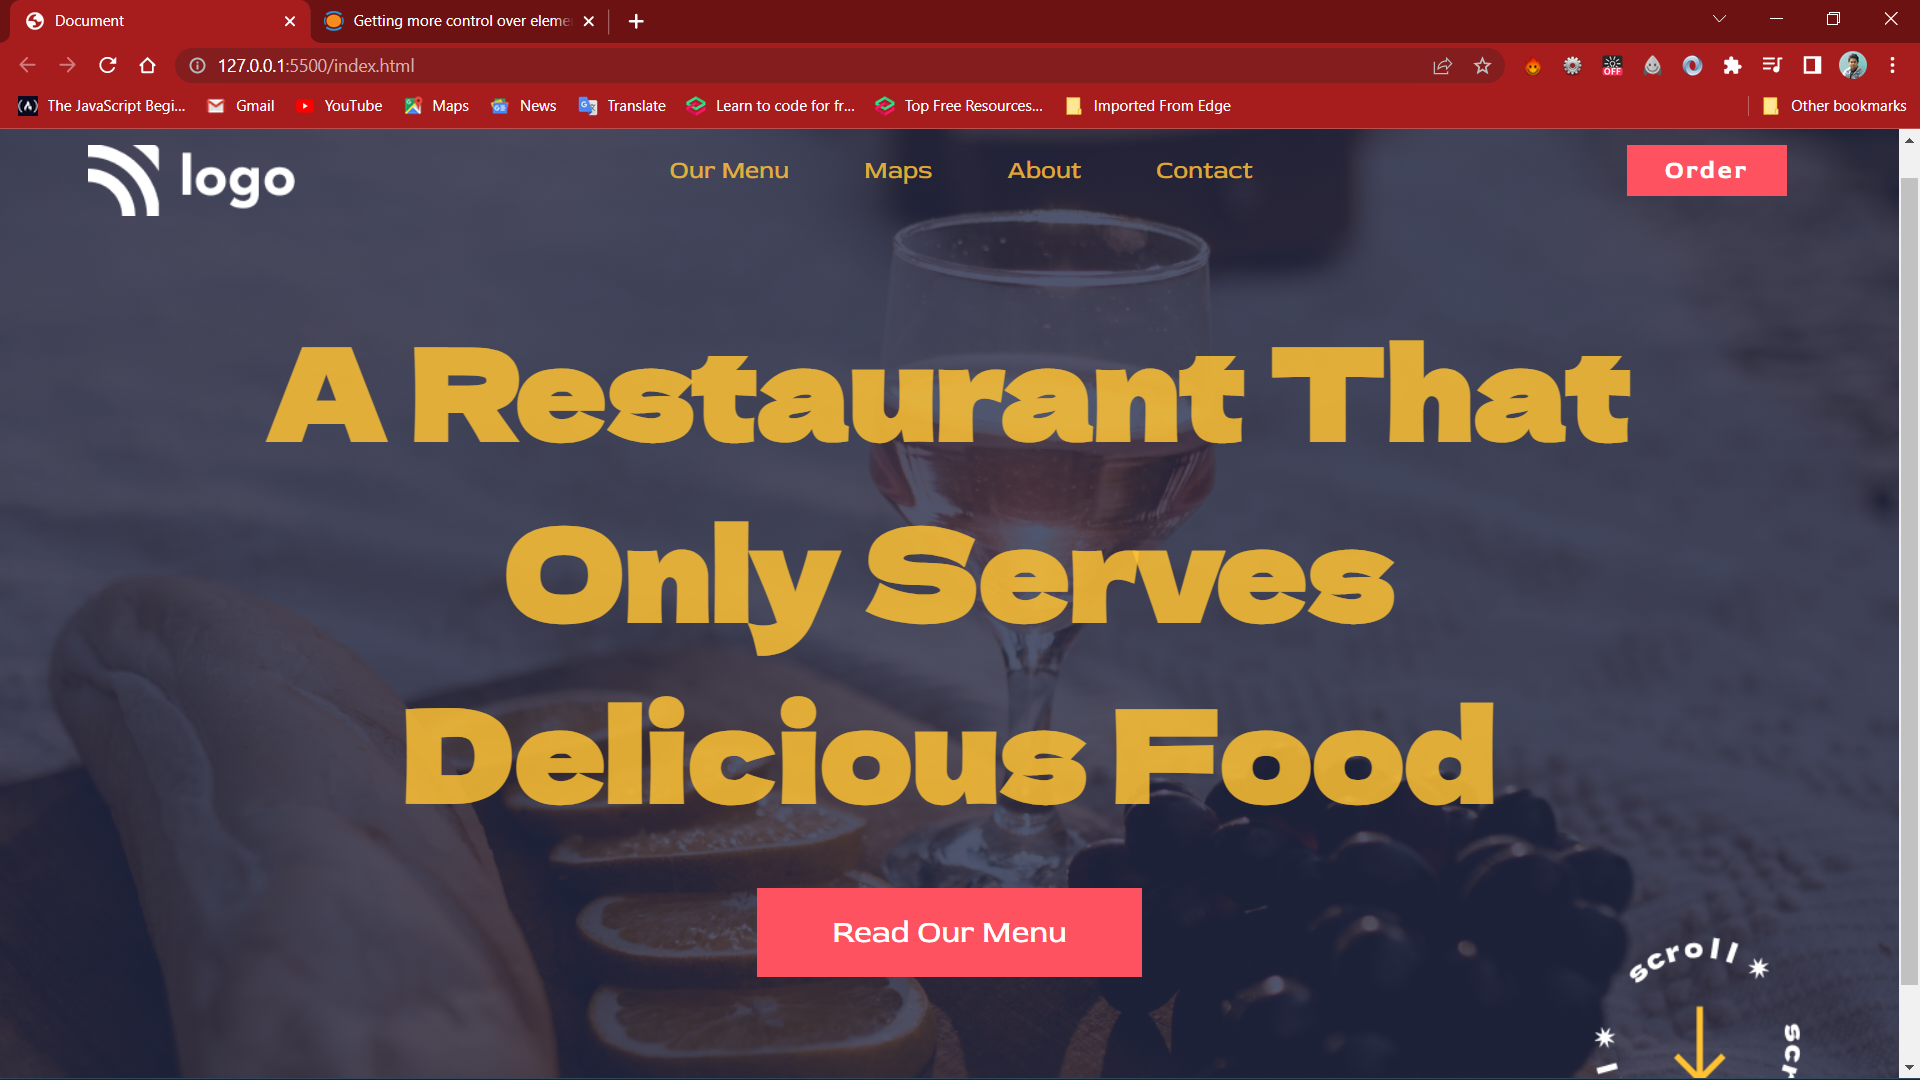 Document
Getting more control over eleme
127.0.0.1:5500/index.html
OFF
The JavaScript Begi...
Gmail
YouTube
Maps
News
Translate
Learn to code for fr...
Top Free Resources...
Imported From Edge
Other bookmarks
logo
Our Menu
Maps
About
Contact
Order
A Restaurant That
Only Serves
Delicious Food
Read Our Menu
scroll
scr